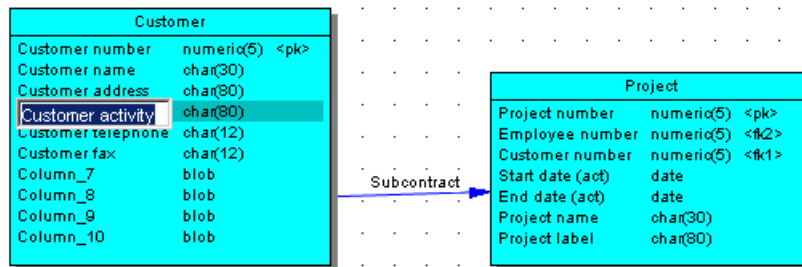 Customer
Customer number numeric(5) <pk>
Customer name char(30)
Customer address char(80)
Customer activity char(80)
Customer telephone char(12)
Customer fax char(12)
Column_7 blob
Column_8 blob
Column_9 blob
Column_10 blob
Subcontract
Project
Project number numeric(5) <pk>
Employee number numeric(5) <fk2>
Customer number numeric(5) <fk1>
Start date (act) date
End date (act) date
Project name char(30)
Project label char(80)